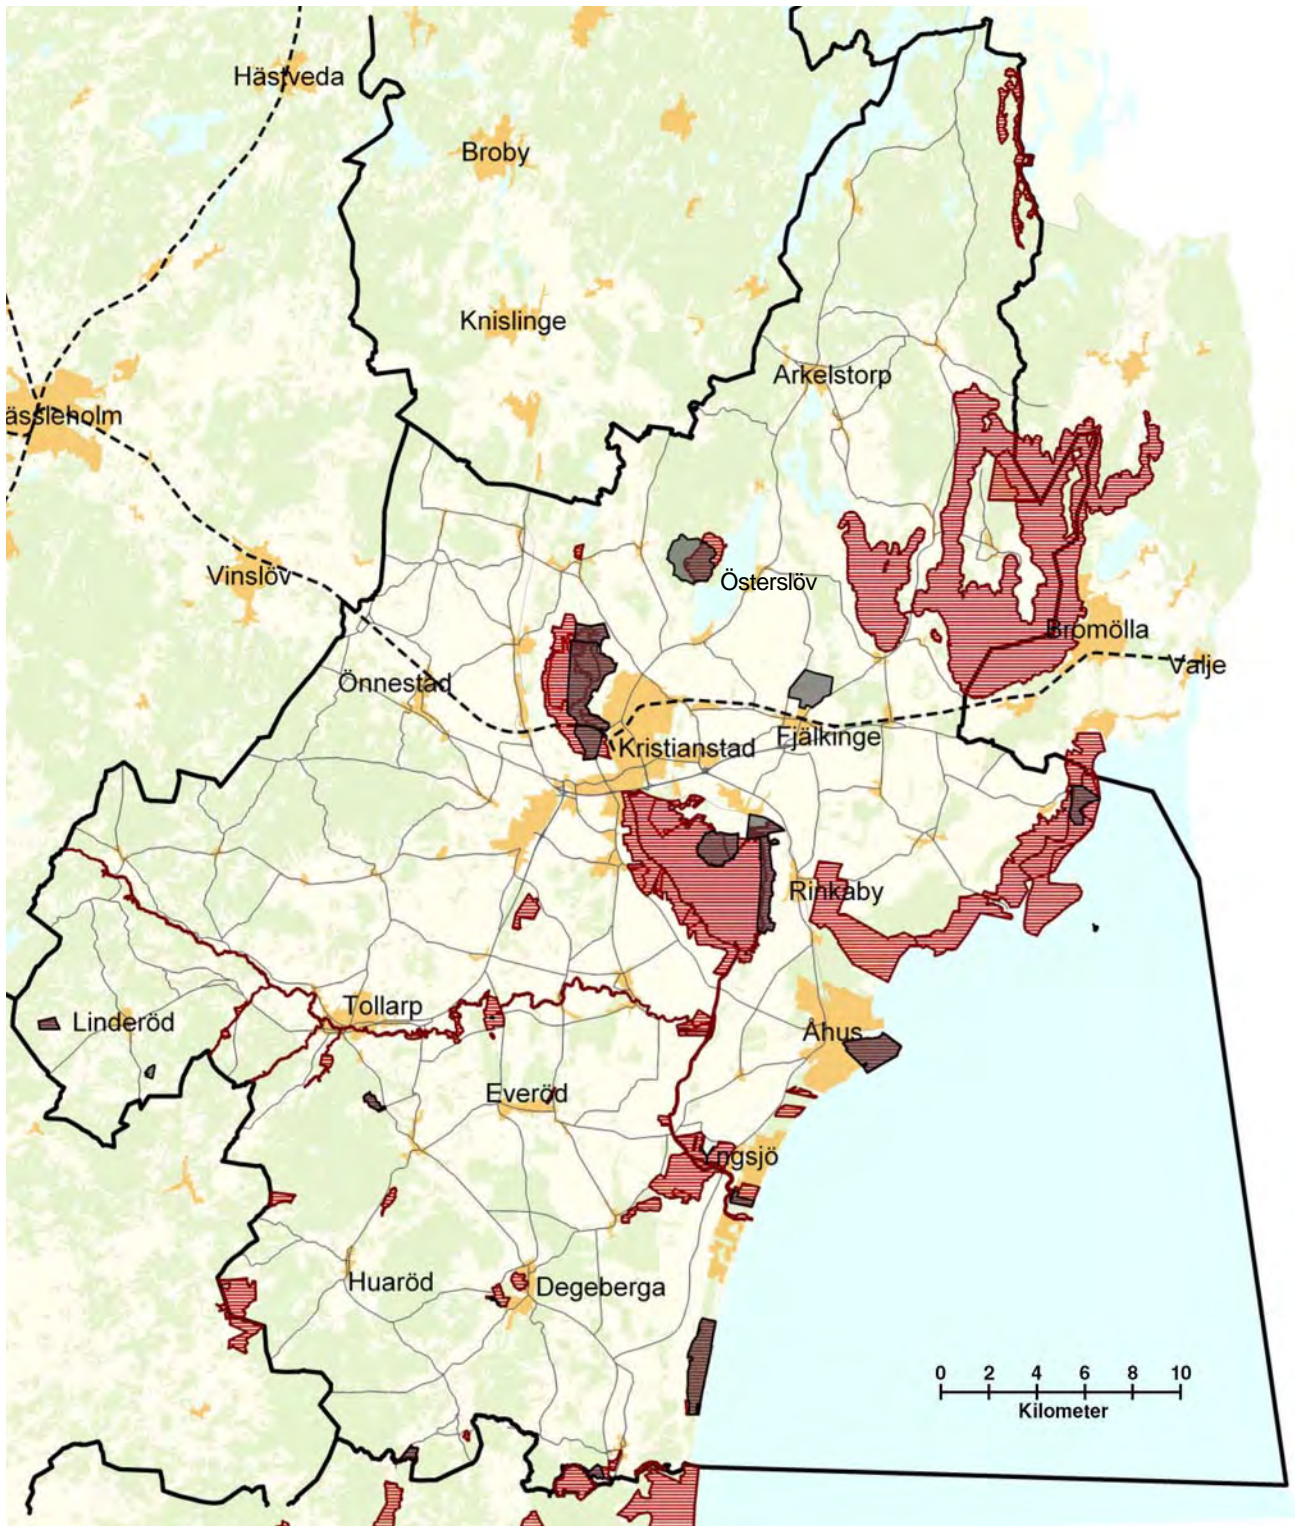 Hästveda
Broby
Knislinge
Arkelstorp
ässleholm
Vinslöv
Österslöv
Bromölla
Valje
Önnestad
Kristianstad
Fjälkinge
Rinkaby
Tollarp
Linderöd
Åhus
Everöd
Yngsjö
Huaröd
Degeberga
0 2 4 6 8 10
Kilometer